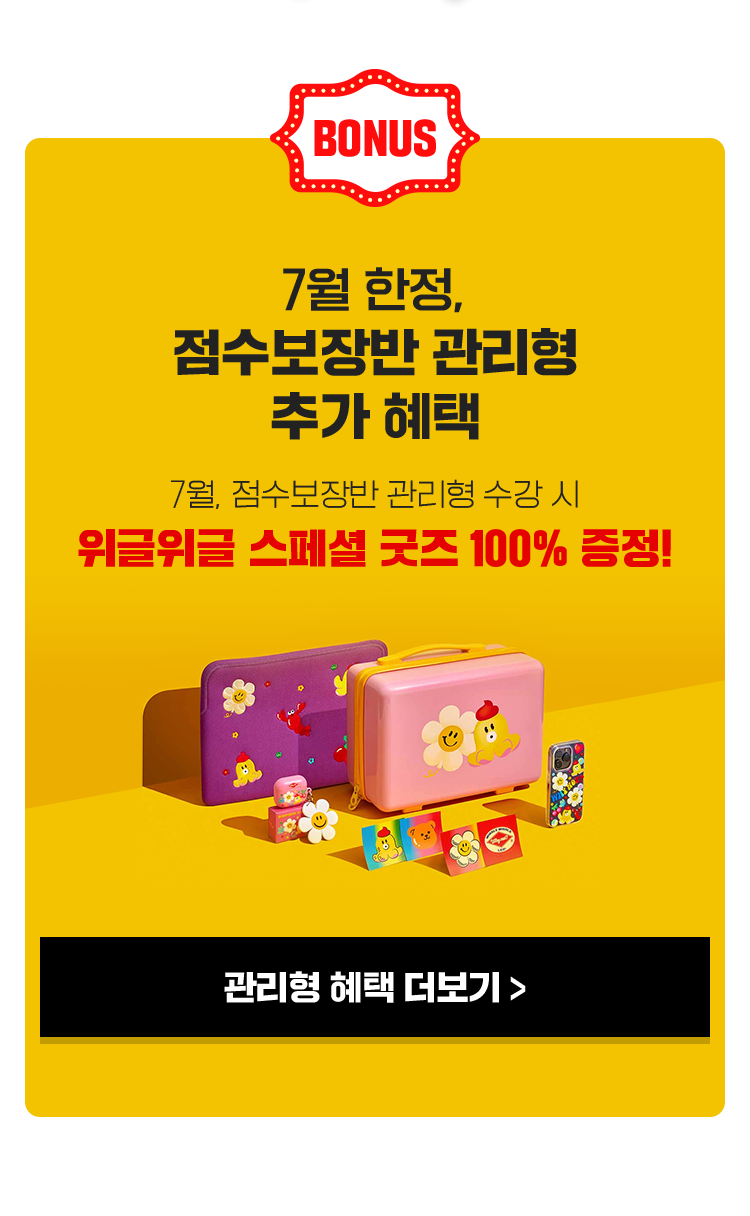 BONUS
7월 한정,
점수보장반 관리형
추가 혜택
7월, 점수보장반 관리형 수강 시
위글위글 스페셜 굿즈 100% 증정!
관리형 혜택 더보기 >